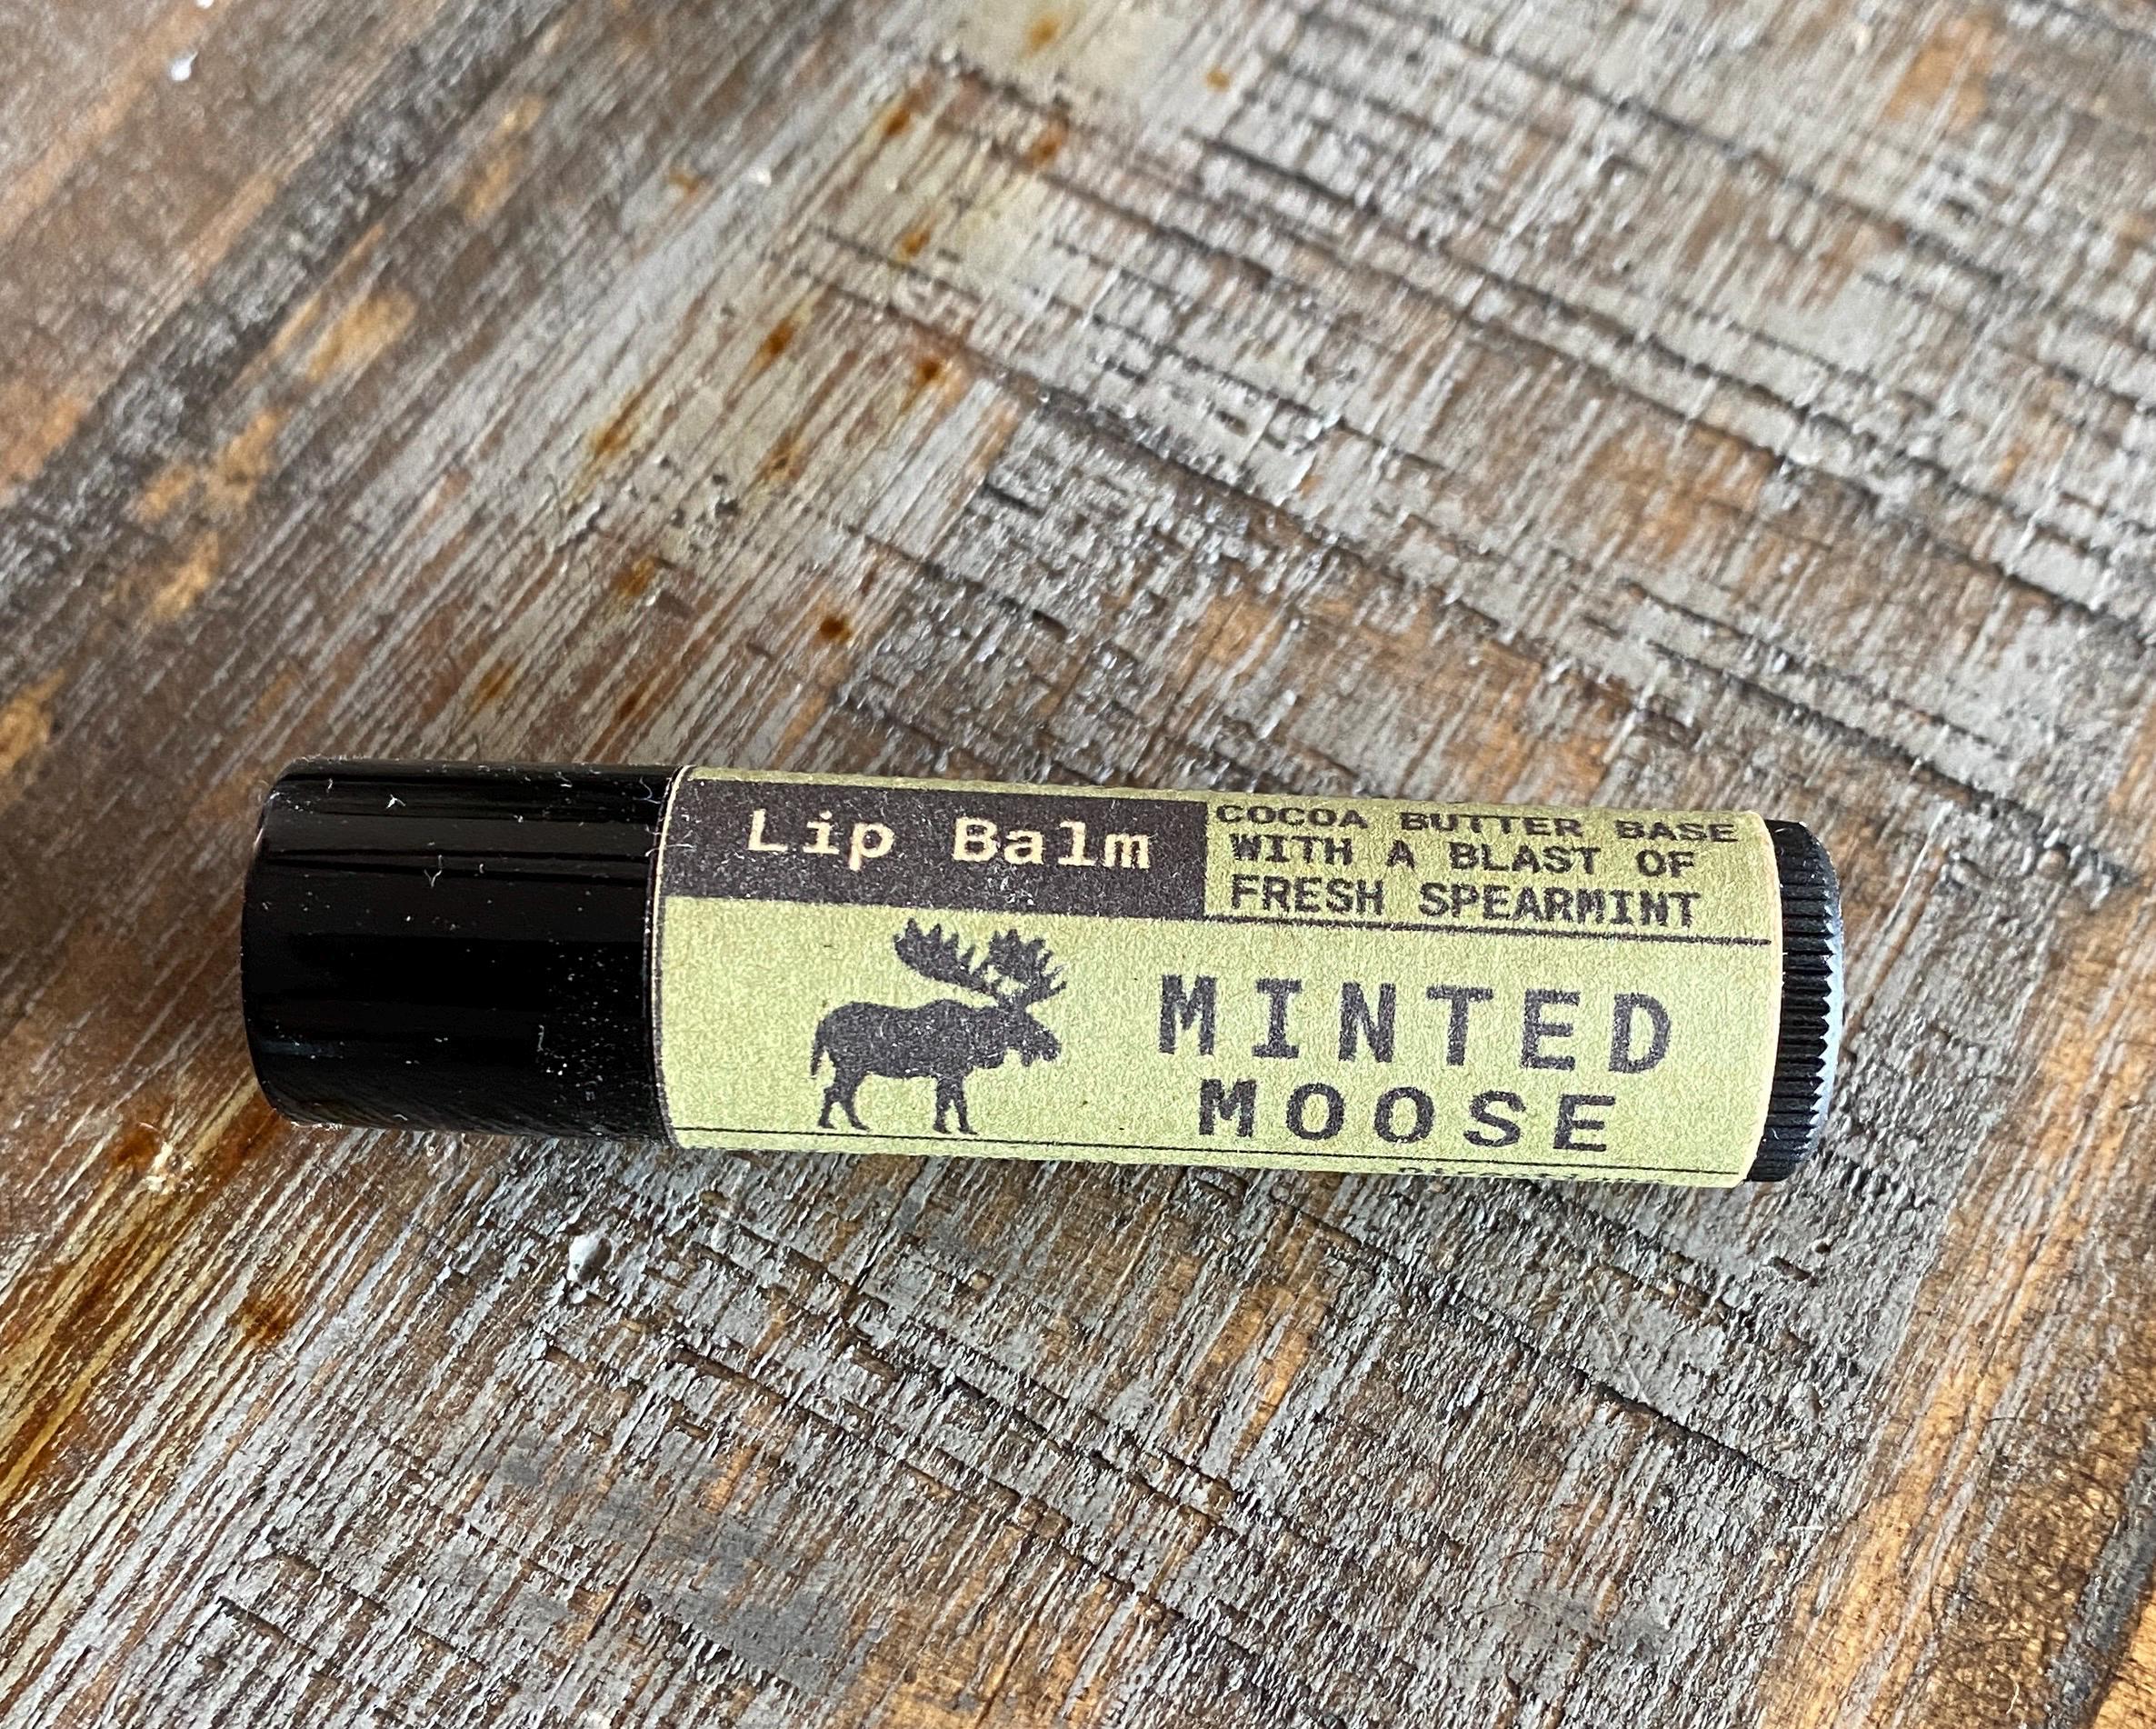 Lip Balm
COCOA BUTTER BASE
WITH A BLAST OF
FRESH SPEARMINT
MINTED
MOOSE